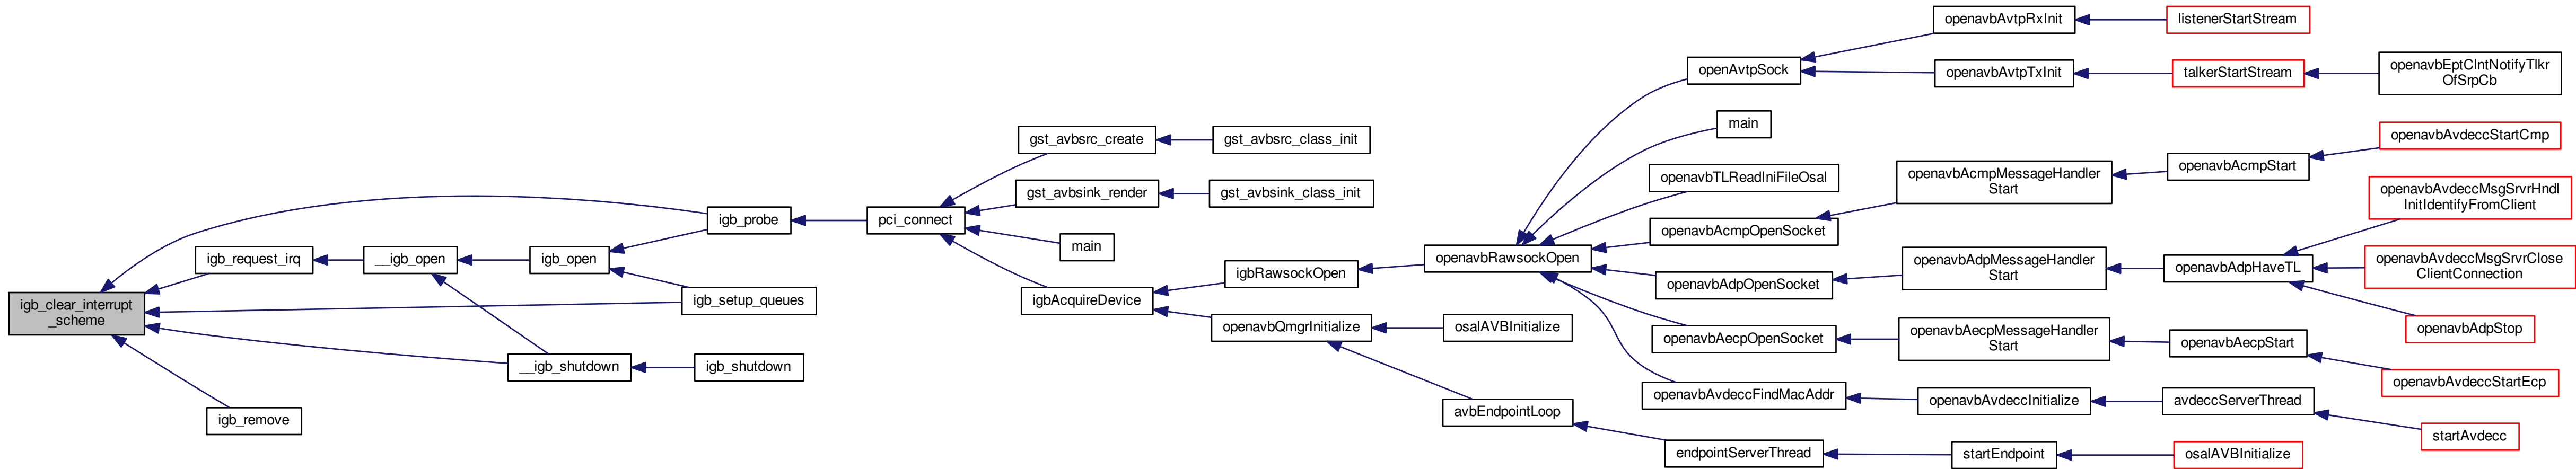 igb_clear_interrupt
_scheme
igb_probe
igb_request_irq
__igb_open
igb_open
igb_setup_queues
__igb_shutdown
igb_shutdown
igb_remove
pci_connect
gst_avbsrc_create
gst_avbsrc_class_init
gst_avbsink_render
gst_avbsink_class_init
main
igbAcquireDevice
igbRawsockOpen
openavbQmgrInitialize
osalAVBInitialize
avbEndpointLoop
endpointServerThread
startEndpoint
osalAVBInitialize
openavbRawsockOpen
openAvtpSock
openavbAvtpRxInit
listenerStartStream
openavbAvtpTxInit
talkerStartStream
openavbEptClntNotifyTlkr
OfSrpCb
main
openavbTLReadIniFileOsal
openavbAcmpOpenSocket
openavbAcmpMessageHandler
Start
openavbAcmpStart
openavbAvdeccStartCmp
openavbAdpOpenSocket
openavbAdpMessageHandler
Start
openavbAdpHaveTL
openavbAvdeccMsgSrvrHndl
InitIdentifyFromClient
openavbAvdeccMsgSrvrClose
ClientConnection
openavbAdpStop
openavbAecpOpenSocket
openavbAecpMessageHandler
Start
openavbAecpStart
openavbAvdeccStartEcp
openavbAvdeccFindMacAddr
openavbAvdeccInitialize
avdeccServerThread
startAvdecc